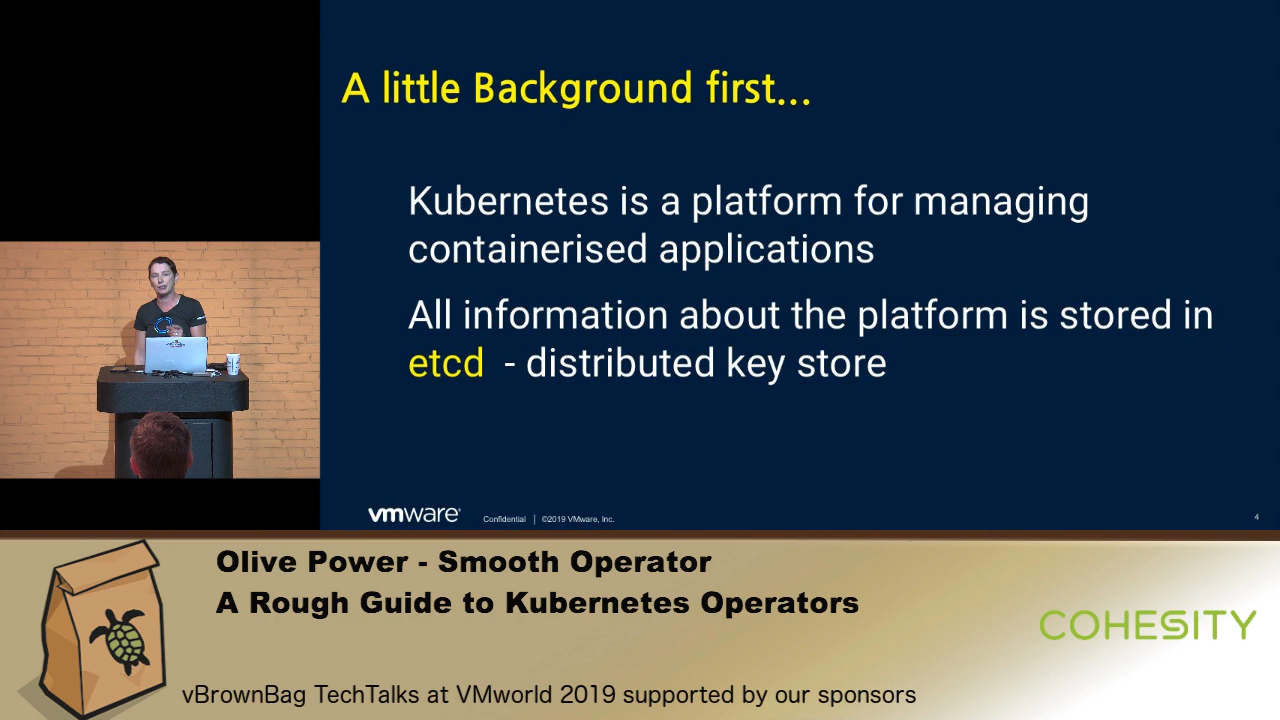 A little Background first...
Kubernetes is a platform for managing
containerised applications
All information about the platform is stored in
etcd - distributed key store
vmware®
Confidential | ©2019 VMware, Inc.
4
Olive Power - Smooth Operator
A Rough Guide to Kubernetes Operators
COHESITY
vBrownBag TechTalks at VMworld 2019 supported by our sponsors